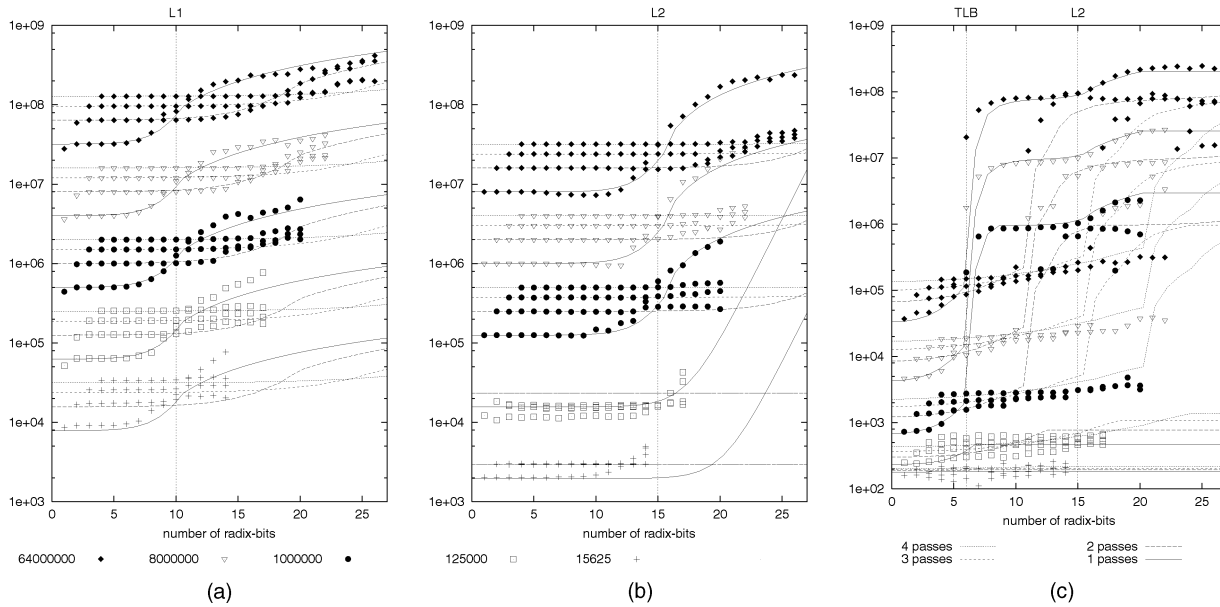 L1
1e+09
1e+08
1e+07
1e+06
1e+05
1e+04
1e+03
0 5 10 15 20 25
number of radix-bits
L2
1e+09
1e+08
1e+07
1e+06
1e+05
1e+04
1e+03
0 5 10 15 20 25
number of radix-bits
TLB L2
1e+09
1e+08
1e+07
1e+06
1e+05
1e+04
1e+03
1e+02
0 5 10 15 20 25
number of radix-bits
64000000 8000000 1000000 125000 15625
4 passes 2 passes
3 passes 1 passes
(a) (b) (c)